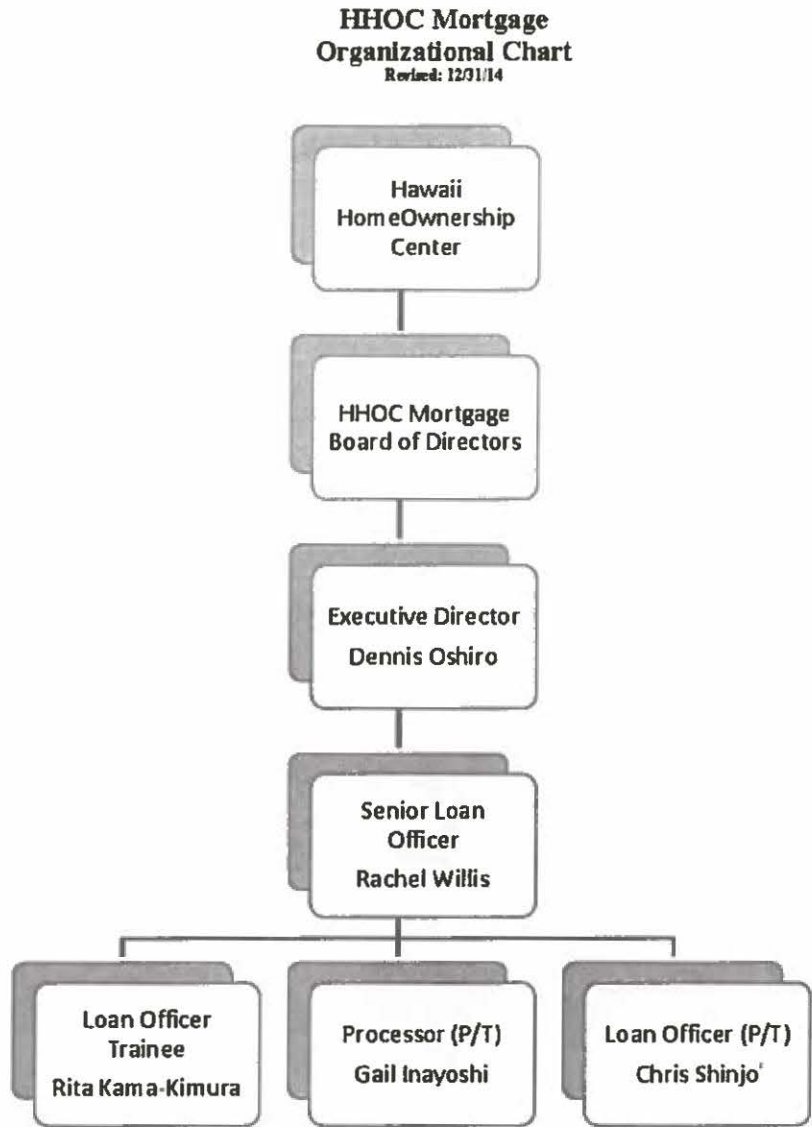 HHOC Mortgage
Organizational Chart
Revised: 12/31/14
Hawaii
HomeOwnership
Center
HHOC Mortgage
Board of Directors
Executive Director
Dennis Oshiro
Senior Loan
Officer
Rachel Willis
Loan Officer
Trainee
Rita Kama-Kimura
Processor (P/T)
Gail Inayoshi
Loan Officer (P/T)
Chris Shinjo